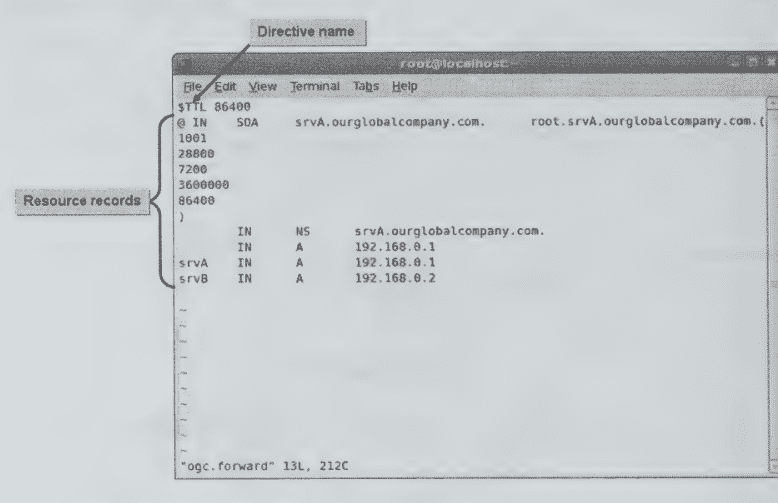 Directive name
root@localhost:~
File Edit View Terminal Tabs Help
$TTL 86400
@ IN SOA srvA.ourglobalcompany.com. root.srvA.ourglobalcompany.com.(
1001
28800
7200
3600000
86400
)
Resource records
IN NS srvA.ourglobalcompany.com.
IN A 192.168.0.1
srvA IN A 192.168.0.1
srvB IN A 192.168.0.2
~
~
~
~
~
~
~
~
~
~
"ogc.forward" 13L, 212C